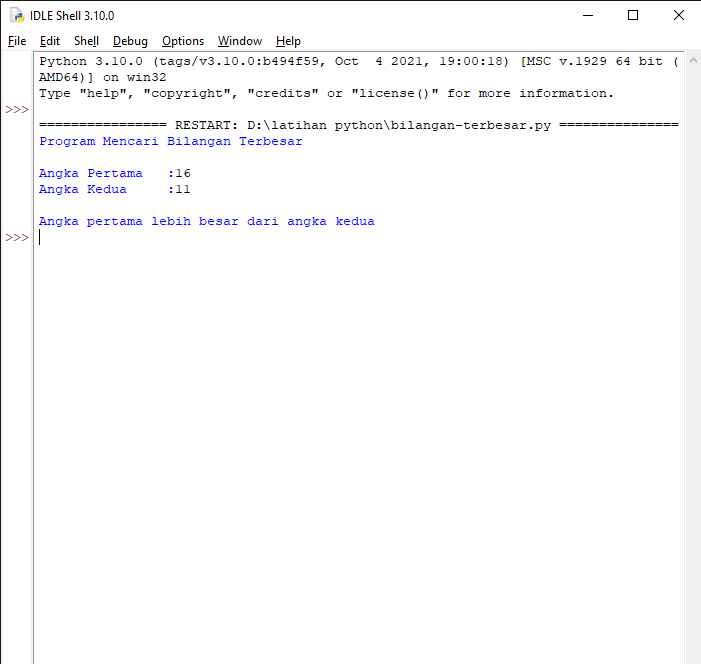 IDLE Shell 3.10.0
File Edit Shell Debug Options Window Help
Python 3.10.0 (tags/v3.10.0:b494f59, Oct  4 2021, 19:00:18) [MSC v.1929 64 bit (
AMD64)] on win32
Type "help", "copyright", "credits" or "license()" for more information.
>>>
================ RESTART: D:\latihan python\bilangan-terbesar.py ===============
Program Mencari Bilangan Terbesar
Angka Pertama   :16
Angka Kedua     :11
Angka pertama lebih besar dari angka kedua
>>>